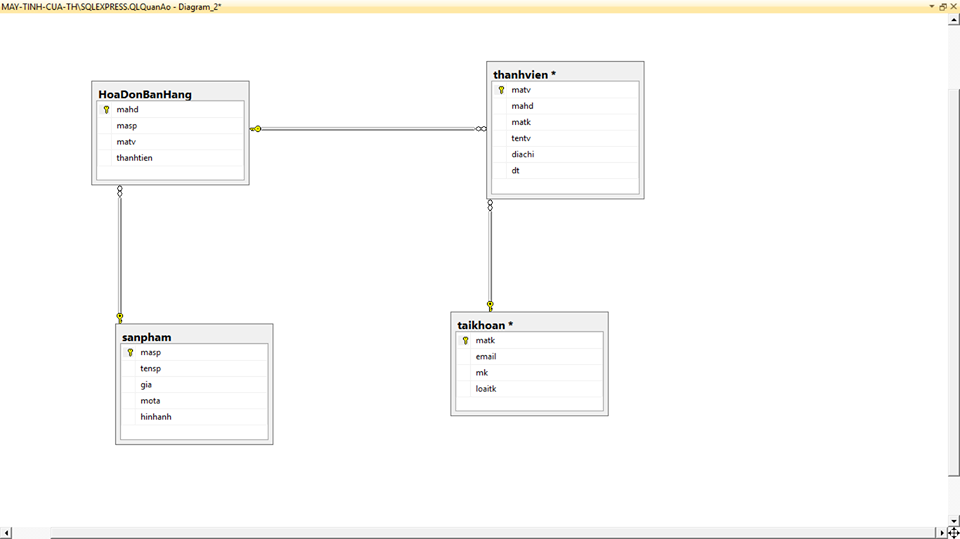 MAY-TINH-CUA-TH\SQLEXPRESS.QLQuanAo - Diagram_2*
HoaDonBanHang
mahd
masp
matv
thanhtien
thanhvien *
matv
mahd
matk
tentv
diachi
dt
sanpham
masp
tensp
gia
mota
hinhanh
taikhoan *
matk
email
mk
loaitk